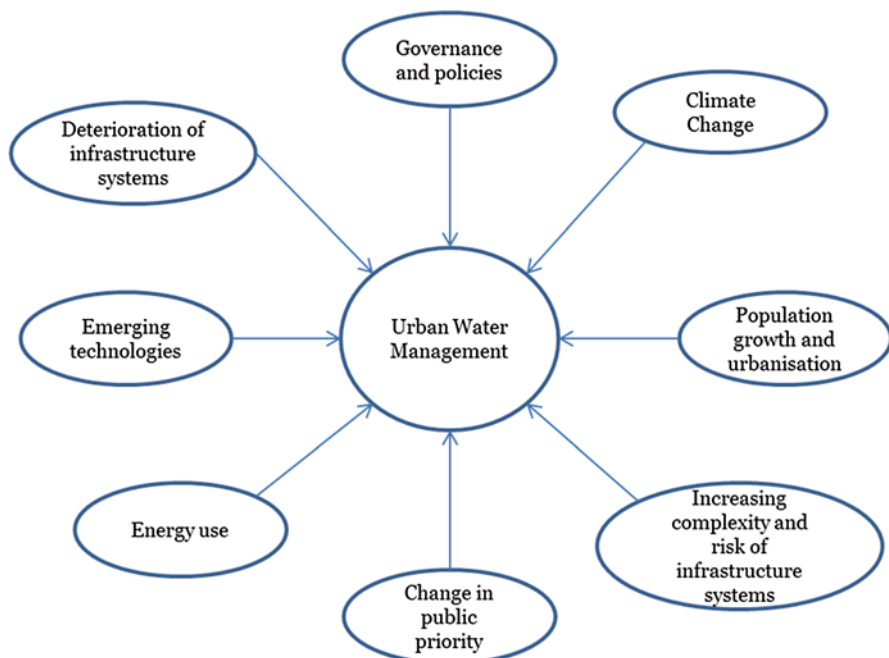 Governance
and policies
Climate
Change
Deterioration of
infrastructure
systems
Emerging
technologies
Urban Water
Management
Population
growth and
urbanisation
Energy use
Change in
public
priority
Increasing
complexity and
risk of
infrastructure
systems